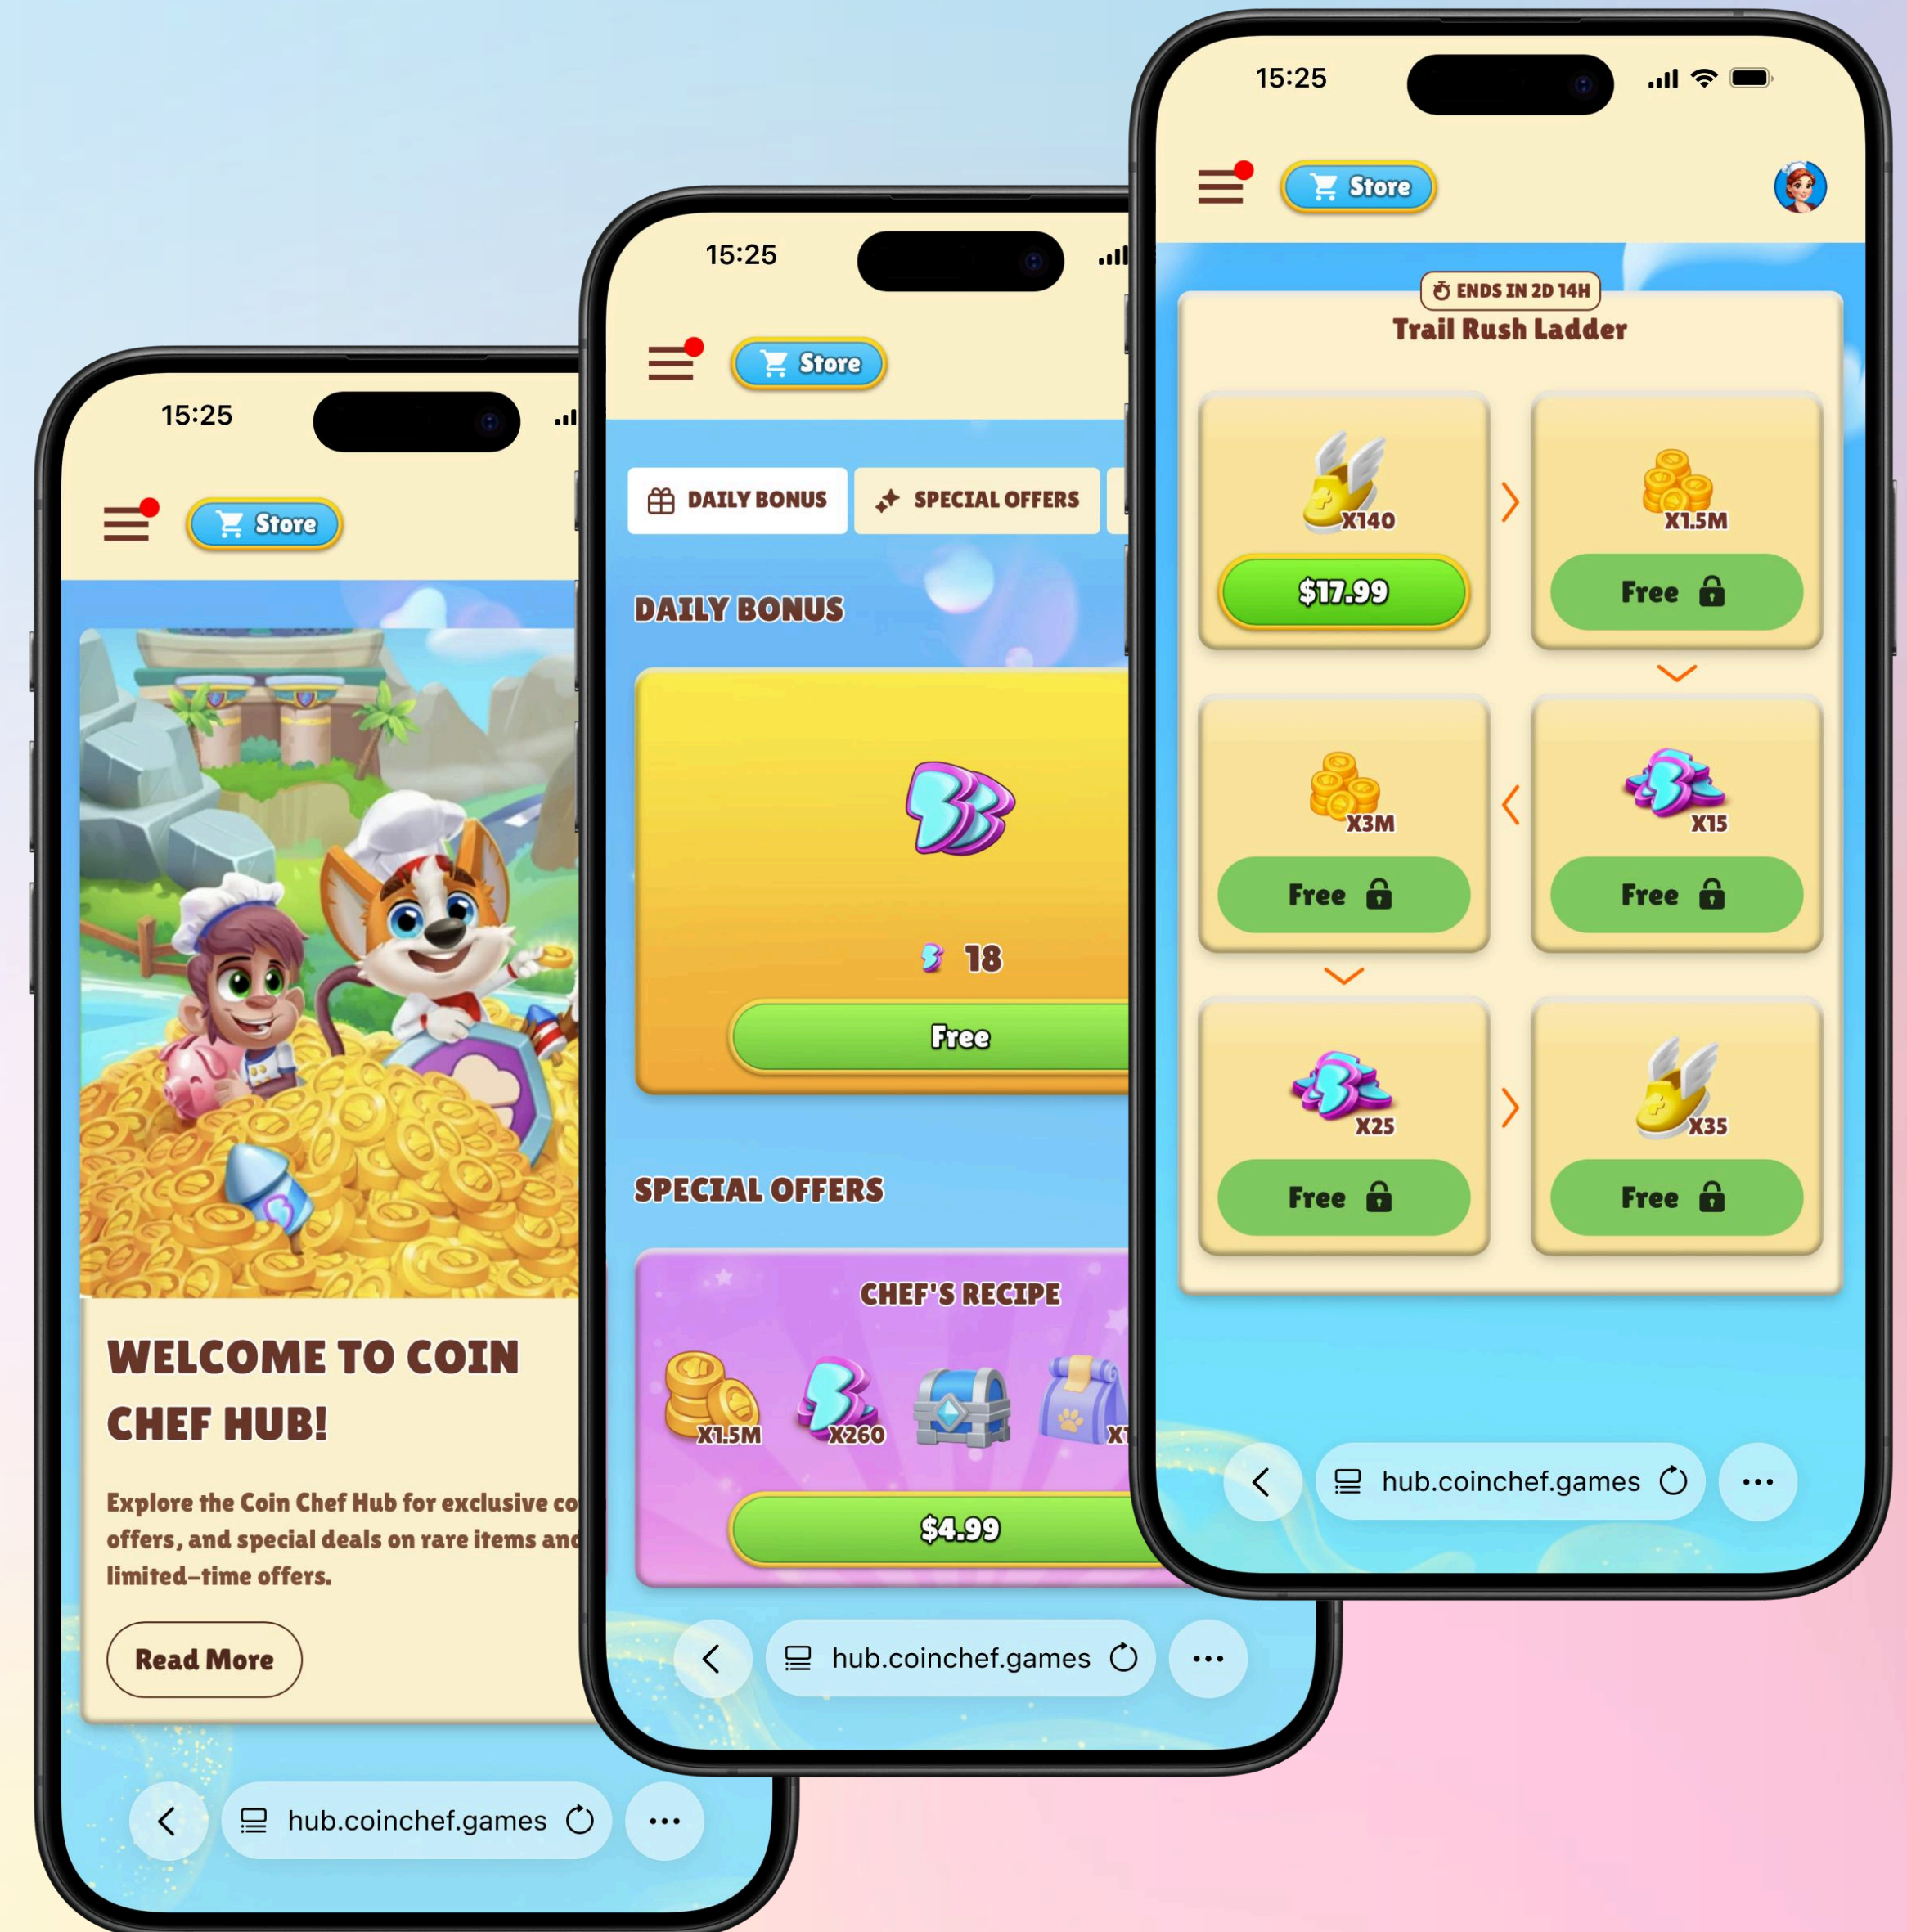 15:25
Store
WELCOME TO COIN
CHEF HUB!
Explore the Coin Chef Hub for exclusive
offers, and special deals on rare items and
limited-time offers.
Read More
hub.coinchef.games
15:25
Store
DAILY BONUS
SPECIAL OFFERS
DAILY BONUS
18
Free
SPECIAL OFFERS
CHEF'S RECIPE
X1.5M
X260
$4.99
hub.coinchef.games
15:25
Store
ENDS IN 2D 14H
Trail Rush Ladder
X140
X1.5M
$17.99
Free
X3M
X15
Free
Free
X25
X35
Free
Free
hub.coinchef.games